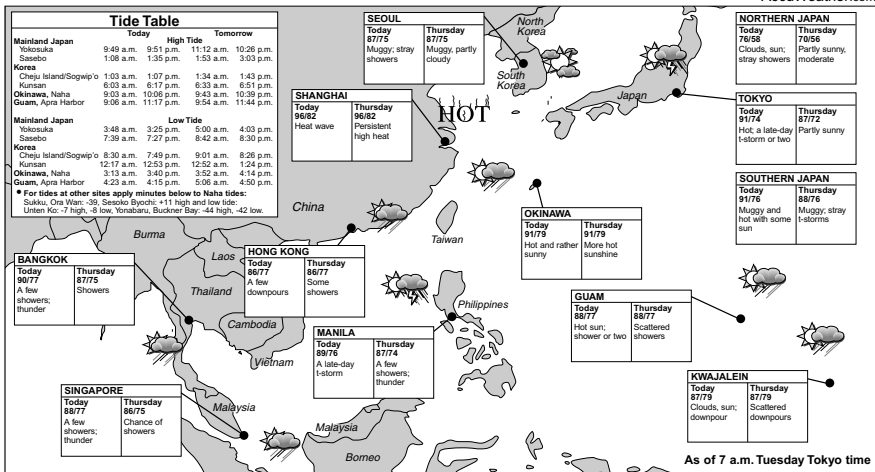 Tide Table
Today Tomorrow
Mainland Japan High Tide
Yokosuka 9:49 a.m. 9:51 p.m. 11:12 a.m. 10:26 p.m.
Sasebo 1:08 a.m. 1:35 p.m. 1:53 a.m. 3:03 p.m.
Korea
Cheju Island/Sogwip'o 1:03 a.m. 1:07 p.m. 1:34 a.m. 1:43 p.m.
Kunsan 6:03 a.m. 6:17 p.m. 6:33 a.m. 6:51 p.m.
Okinawa, Naha 9:03 a.m. 10:06 p.m. 9:43 a.m. 10:39 p.m.
Guam, Apra Harbor 9:06 a.m. 11:17 p.m. 9:54 a.m. 11:44 p.m.
Mainland Japan Low Tide
Yokosuka 3:48 a.m. 3:25 p.m. 5:00 a.m. 4:03 p.m.
Sasebo 7:39 a.m. 7:27 p.m. 8:42 a.m. 8:30 p.m.
Korea
Cheju Island/Sogwip'o 8:30 a.m. 7:49 p.m. 9:01 a.m. 8:26 p.m.
Kunsan 12:17 a.m. 12:53 p.m. 12:52 a.m. 1:24 p.m.
Okinawa, Naha 3:13 a.m. 3:40 p.m. 3:52 a.m. 4:14 p.m.
Guam, Apra Harbor 4:23 a.m. 4:15 p.m. 5:06 a.m. 4:50 p.m.
• For tides at other sites apply minutes below to Naha tides:
Sukku, Ora Wan: -39, Sesoko Byochi: +11 high and low tide:
Unten Ko: -7 high, -8 low, Yonabaru, Buckner Bay: -44 high, -42 low.
SEOUL
Today Thursday
87/75 87/75
Muggy; stray Muggy, partly
showers cloudy
North
Korea
South
Korea
Japan
NORTHERN JAPAN
Today Thursday
76/58 70/56
Clouds, sun; Partly sunny,
stray showers moderate
SHANGHAI
Today Thursday
96/82 96/82
Heat wave Persistent
high heat
HOT
TOKYO
Today Thursday
91/74 87/72
Hot; a late-day Partly sunny
t-storm or two
SOUTHERN JAPAN
Today Thursday
91/76 88/76
Muggy and Muggy; stray
hot with some t-storms
sun
China
Taiwan
OKINAWA
Today Thursday
91/79 91/79
Hot and rather More hot
sunny sunshine
Burma
Laos
Thailand
Cambodia
Vietnam
BANGKOK
Today Thursday
90/77 87/75
A few Showers
showers;
thunder
HONG KONG
Today Thursday
86/77 86/77
A few Some
downpours showers
Philippines
MANILA
Today Thursday
89/76 87/74
A late-day A few
t-storm showers;
thunder
GUAM
Today Thursday
88/77 88/77
Hot sun; Scattered
shower or two showers
SINGAPORE
Today Thursday
88/77 86/75
A few Chance of
showers; showers
thunder
Malaysia
Malaysia
Borneo
KWAJALEIN
Today Thursday
87/79 87/79
Clouds, sun; Scattered
downpour downpours
As of 7 a.m. Tuesday Tokyo time